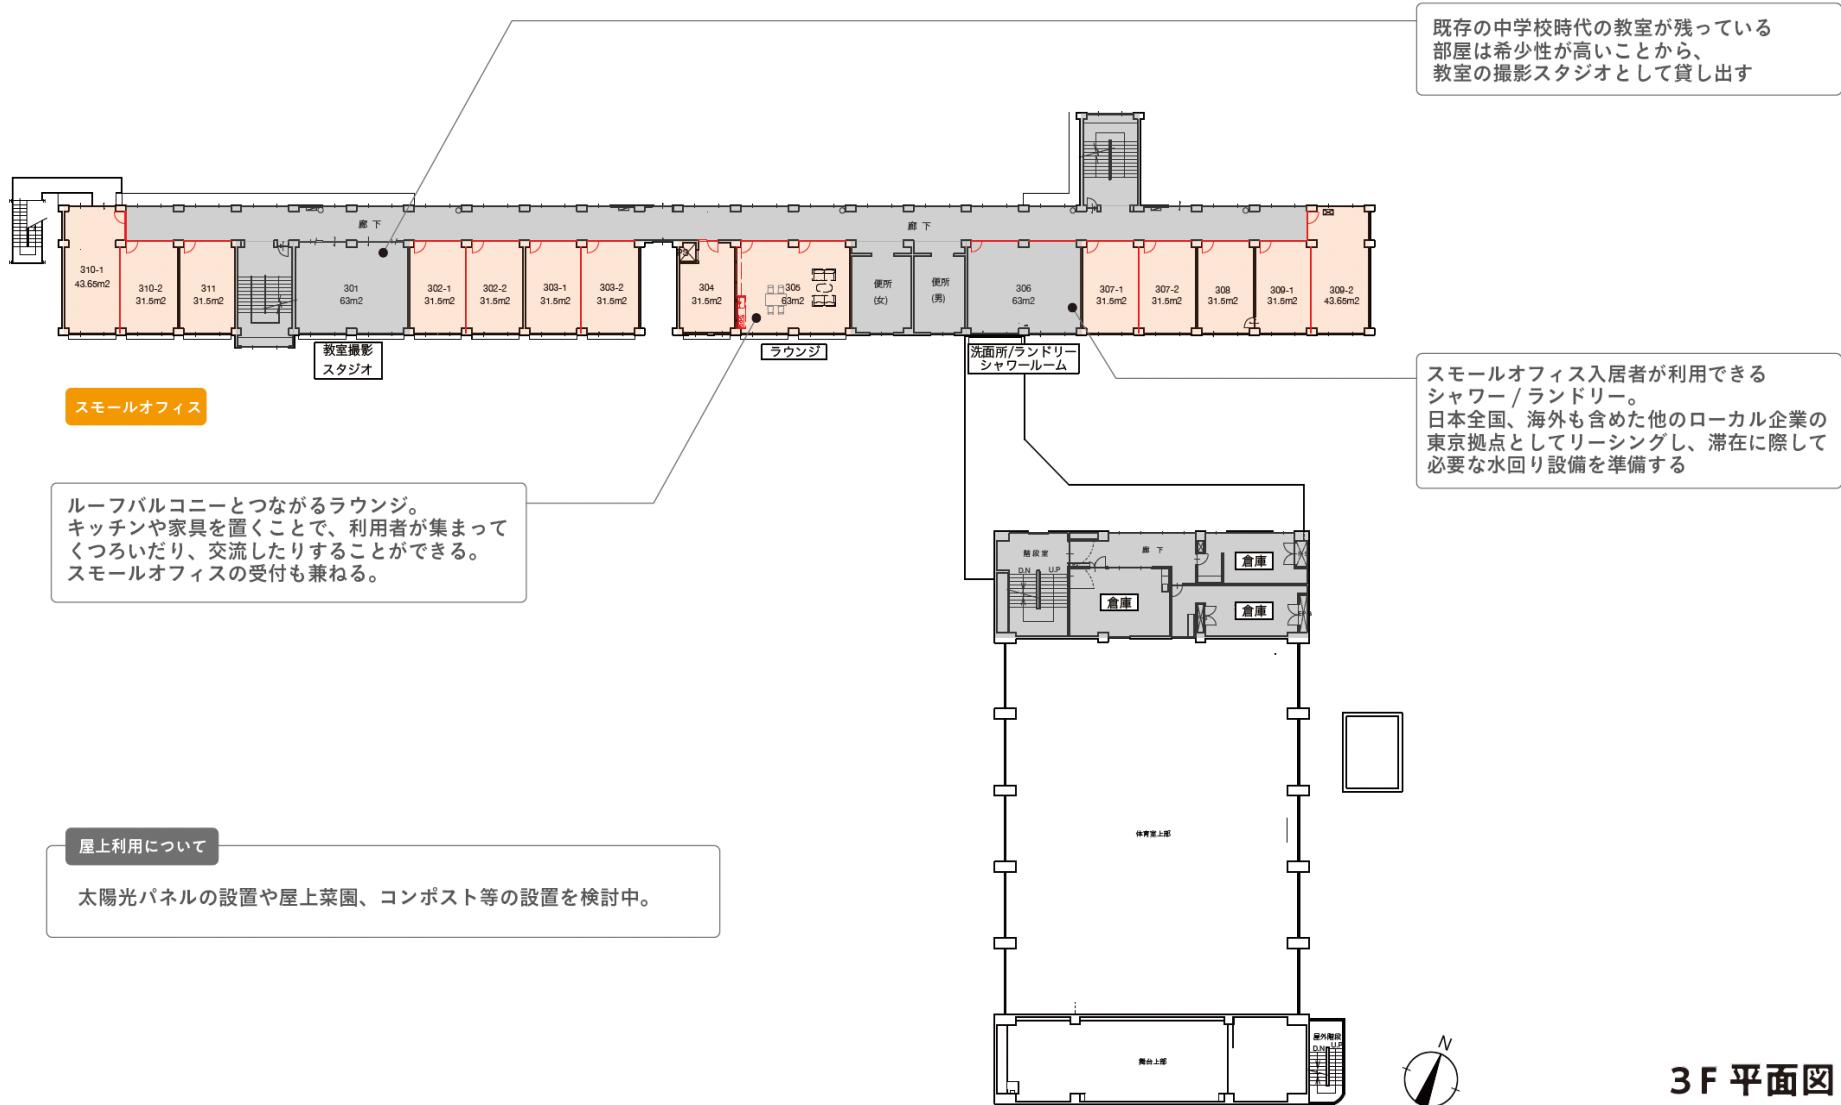 既存の中学校時代の教室が残っている
部屋は希少性が高いことから、
教室の撮影スタジオとして貸し出す
廊 下
廊 下
310-1
43.65m2
310-2
31.5m2
311
31.5m2
301
63m2
302-1
31.5m2
302-2
31.5m2
303-1
31.5m2
303-2
31.5m2
304
31.5m2
305
63m2
便所
(女)
便所
(男)
306
63m2
307-1
31.5m2
307-2
31.5m2
308
31.5m2
309-1
31.5m2
309-2
43.65m2
教室撮影
スタジオ
ラウンジ
洗面所/ランドリー
シャワールーム
スモールオフィス
スモールオフィス入居者が利用できる
シャワー / ランドリー。
日本全国、海外も含めた他のローカル企業の
東京拠点としてリーシングし、滞在に際して
必要な水回り設備を準備する
ルーフバルコニーとつながるラウンジ。
キッチンや家具を置くことで、利用者が集まって
くつろいだり、交流したりすることができる。
スモールオフィスの受付も兼ねる。
階段室
廊 下
D.N
U.P
倉庫
倉庫
倉庫
体育室上部
屋上利用について
太陽光パネルの設置や屋上菜園、コンポスト等の設置を検討中。
舞台上部
屋外階段
D.N
U.P
N
3F 平面図